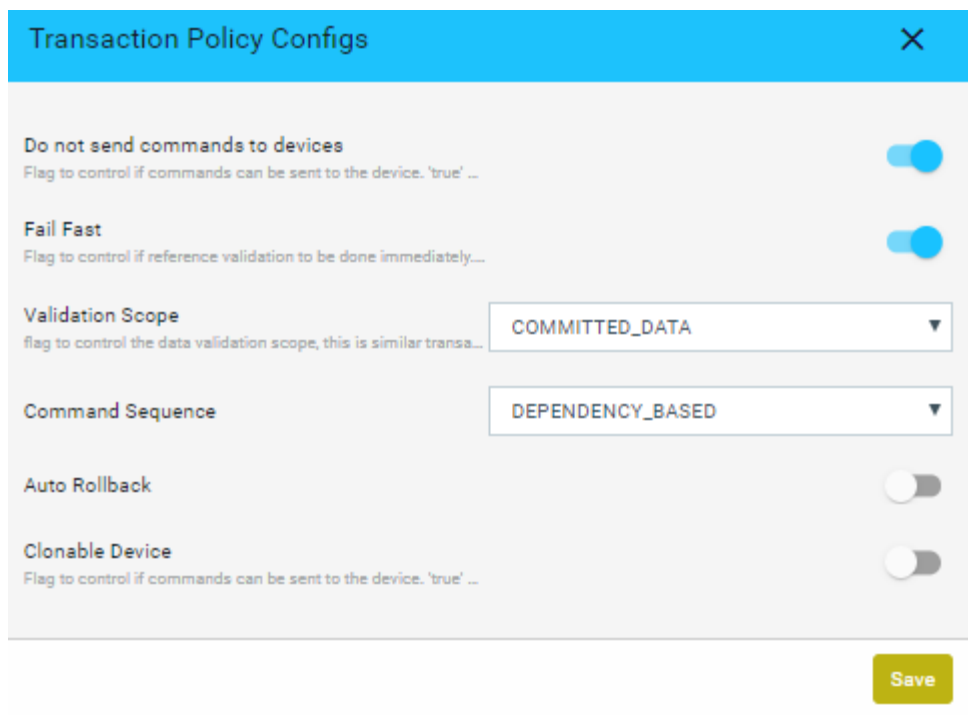 Transaction Policy Configs
Do not send commands to devices
Flag to control if commands can be sent to the device. 'true' ...
Fail Fast
Flag to control if reference validation to be done immediately....
Validation Scope
flag to control the data validation scope, this is similar transa...
COMMITTED_DATA
Command Sequence
DEPENDENCY_BASED
Auto Rollback
Clonable Device
Flag to control if commands can be sent to the device. 'true' ...
Save